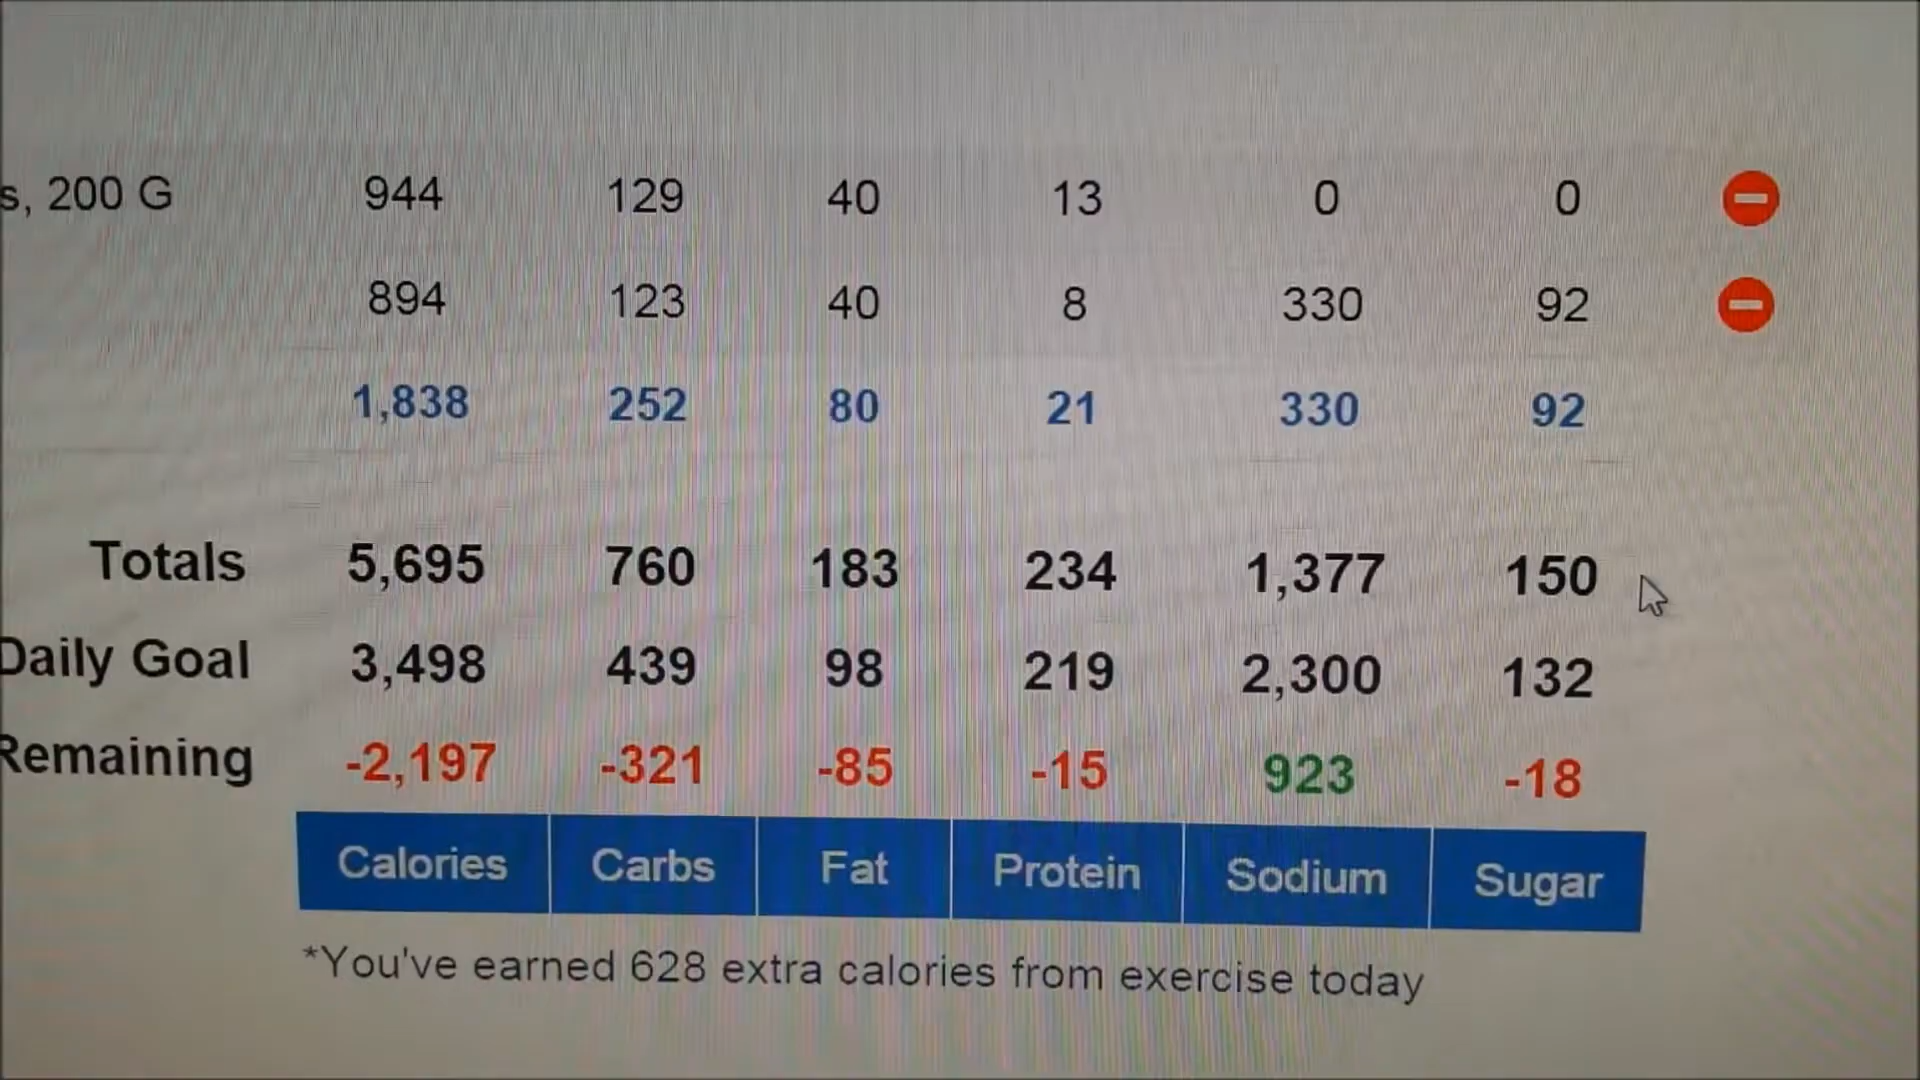 s, 200 G 944 129 40 13 0 0
894 123 40 8 330 92
1,838 252 80 21 330 92
Totals 5,695 760 183 234 1,377 150
Daily Goal 3,498 439 98 219 2,300 132
Remaining -2,197 -321 -85 -15 923 -18
Calories Carbs Fat Protein Sodium Sugar
*You've earned 628 extra calories from exercise today